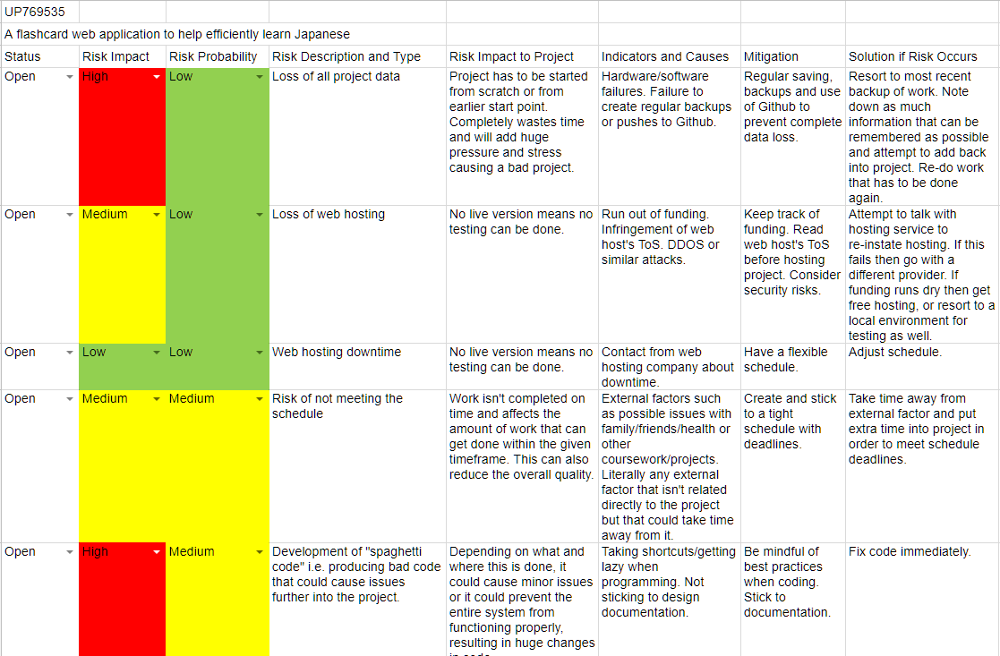 UP769535
A flashcard web application to help efficiently learn Japanese
Status Risk Impact Risk Probability Risk Description and Type Risk Impact to Project Indicators and Causes Mitigation Solution if Risk Occurs
Open High Low Loss of all project data
Project has to be started
from scratch or from
earlier start point.
Completely wastes time
and will add huge
pressure and stress
causing a bad project.
Hardware/software
failures. Failure to
create regular backups
or pushes to Github.
Regular saving,
backups and use
of Github to
prevent complete
data loss.
Resort to most recent
backup of work. Note
down as much
information that can be
remembered as possible
and attempt to add back
into project. Re-do work
that has to be done
again.
Open Medium Low Loss of web hosting
No live version means no
testing can be done.
Run out of funding.
Infringement of web
host's ToS. DDOS or
similar attacks.
Keep track of
funding. Read
web host's ToS
before hosting
project. Consider
security risks.
Attempt to talk with
hosting service to
re-instate hosting. If this
fails then go with a
different provider. If
funding runs dry then get
free hosting, or resort to a
local environment for
testing as well.
Open Low Low Web hosting downtime
No live version means no
testing can be done.
Contact from web
hosting company about
downtime.
Have a flexible
schedule.
Adjust schedule.
Open Medium Medium Risk of not meeting the
schedule
Work isn't completed on
time and affects the
amount of work that can
get done within the given
timeframe. This can also
reduce the overall quality.
External factors such
as possible issues with
family/friends/health or
other
coursework/projects.
Literally any external
factor that isn't related
directly to the project
but that could take time
away from it.
Create and stick
to a tight
schedule with
deadlines.
Take time away from
external factor and put
extra time into project in
order to meet schedule
deadlines.
Open High Medium Development of "spaghetti
code" i.e. producing bad code
that could cause issues
further into the project.
Depending on what and
where this is done, it
could cause minor issues
or it could prevent the
entire system from
functioning properly,
resulting in huge changes
Taking shortcuts/getting
lazy when
programming. Not
sticking to design
documentation.
Be mindful of
best practices
when coding.
Stick to
documentation.
Fix code immediately.